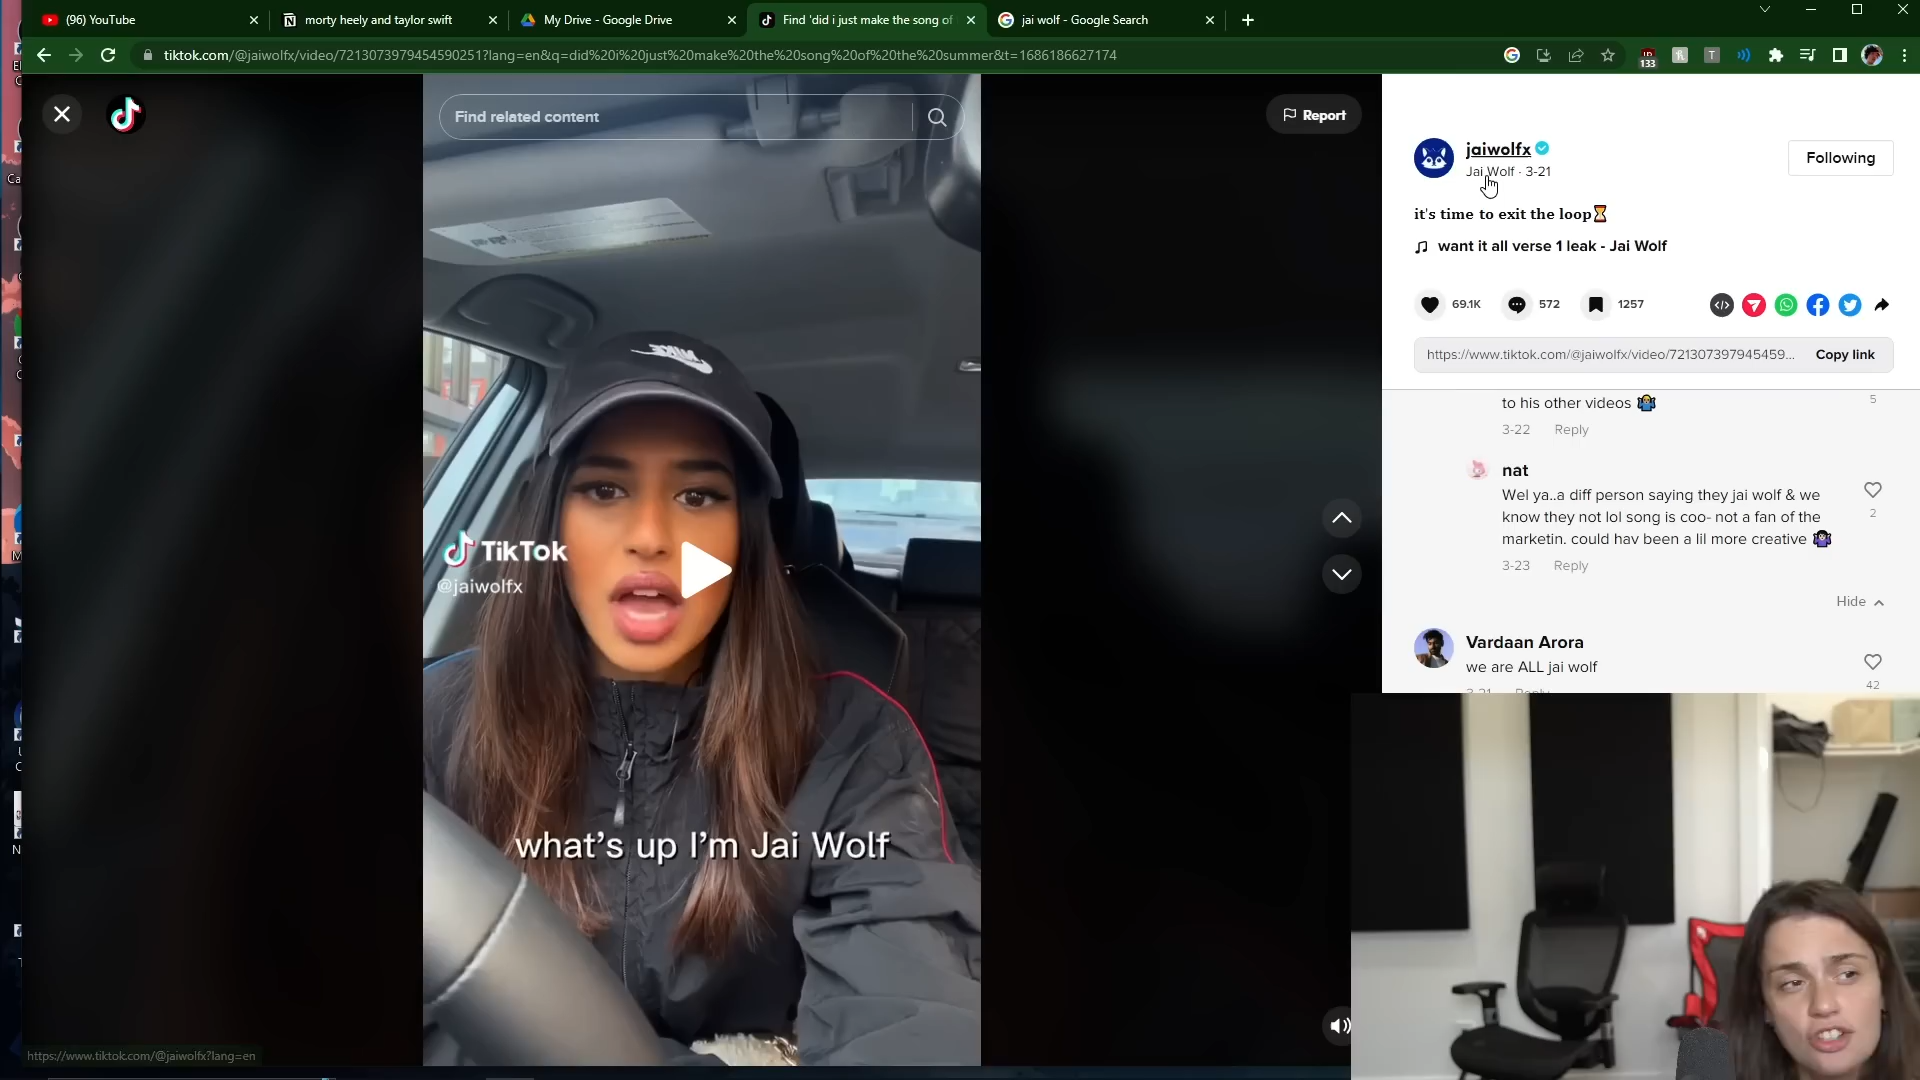 (96) YouTube
morty heely and taylor swift
My Drive - Google Drive
Find 'did i just make the song of
jai wolf - Google Search
tiktok.com/@jaiwolfx/video/7213073979454590251?lang=en&q=did%20i%20just%20make%20the%20song%20of%20the%20summer&t=1686186627174
133
Find related content
Report
jaiwolfx
Jai Wolf · 3-21
Following
it's time to exit the loop⏳
want it all verse 1 leak - Jai Wolf
69.1K
572
1257
https://www.tiktok.com/@jaiwolfx/video/721307397945459...
Copy link
to his other videos 🤷‍♂️
5
3-22 Reply
nat
Wel ya..a diff person saying they jai wolf & we
know they not lol song is coo- not a fan of the
marketin. could hav been a lil more creative 🤷🏻‍♀️
2
3-23 Reply
Hide
Vardaan Arora
we are ALL jai wolf
42
3-21 Reply
NIKE
TikTok
@jaiwolfx
what's up I'm Jai Wolf
https://www.tiktok.com/@jaiwolfx?lang=en